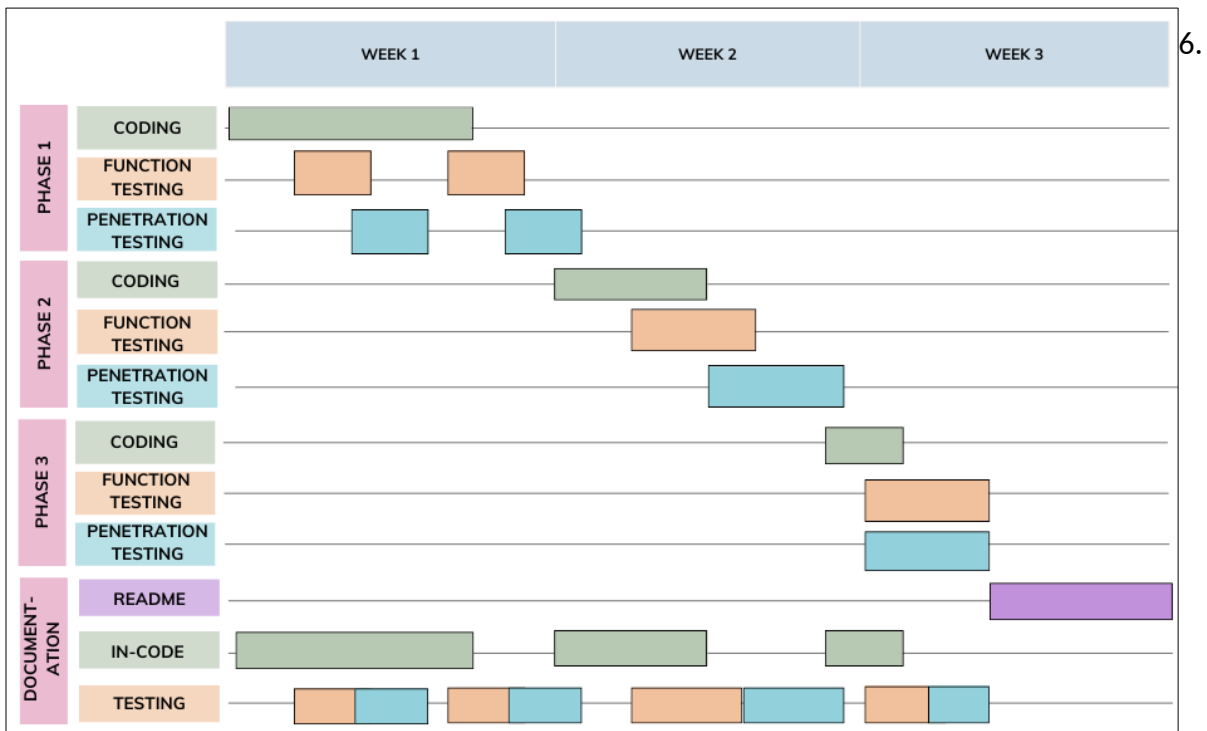 WEEK 1
WEEK 2
WEEK 3
6.
PHASE 1
CODING
FUNCTION
TESTING
PENETRATION
TESTING
PHASE 2
CODING
FUNCTION
TESTING
PENETRATION
TESTING
PHASE 3
CODING
FUNCTION
TESTING
PENETRATION
TESTING
DOCUMENT-
ATION
README
IN-CODE
TESTING